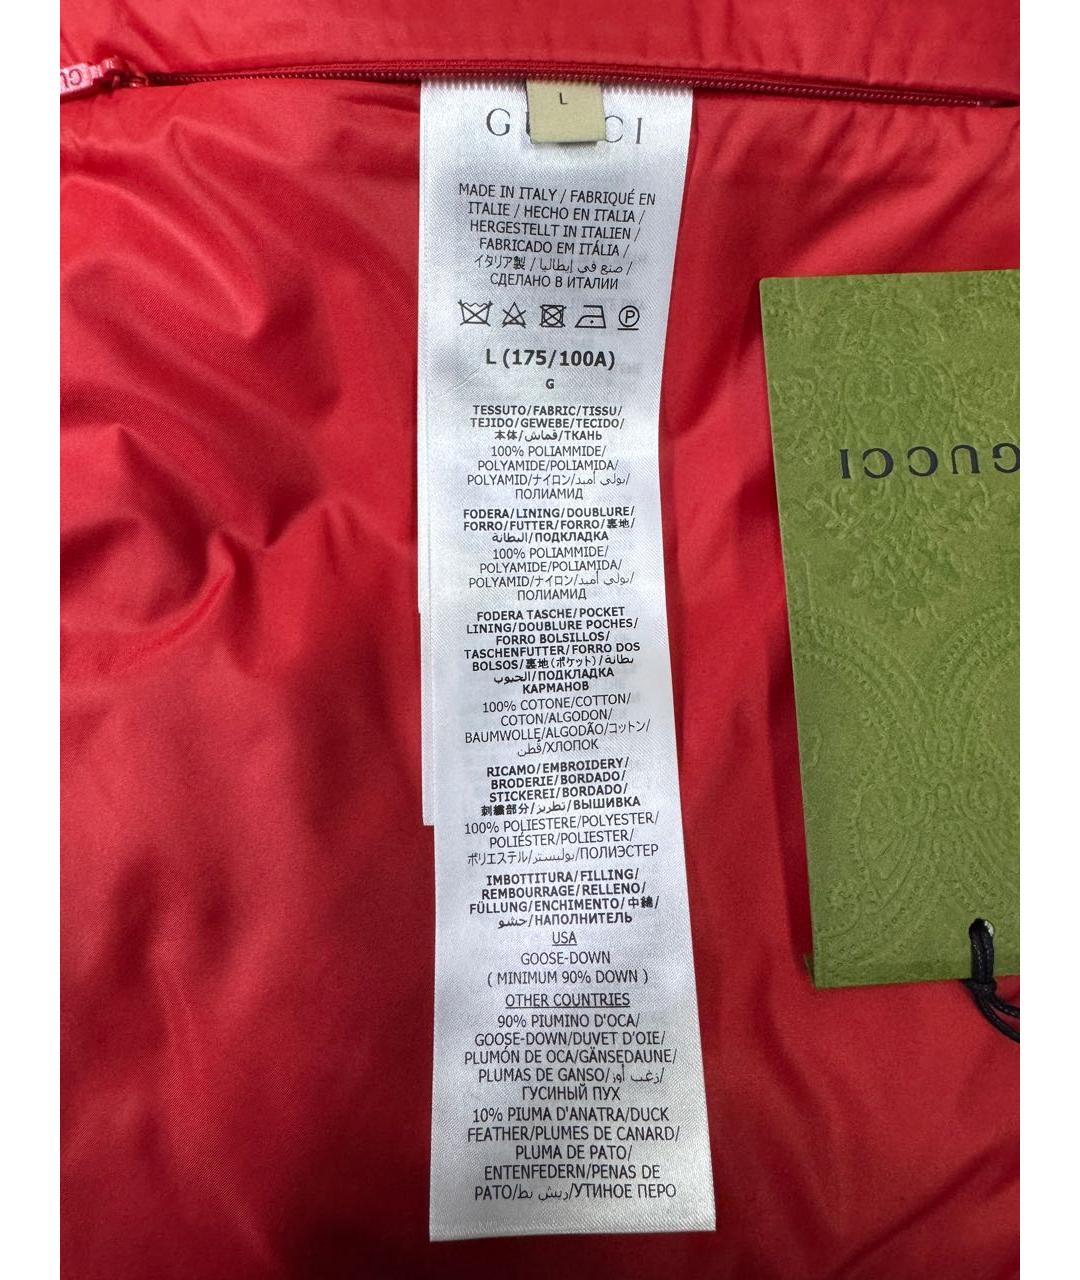 GU
L
G CI
MADE IN ITALY / FABRIQUÉ EN
ITALIE / HECHO EN ITALIA /
HERGESTELLT IN ITALIEN /
FABRICADO EM ITÁLIA /
イタリア製 / صنع في إيطاليا /
СДЕЛАНО В ИТАЛИИ
P
L (175/100A)
G
TESSUTO/FABRIC/TISSU/
TEJIDO/GEWEBE/TECIDO/
本体/قماش/ТКАНЬ
100% POLIAMMIDE/
POLYAMIDE/POLIAMIDA/
POLYAMID/ナイロン/بولي أميد/
ПОЛИАМИД
FODERA/LINING/DOUBLURE/
FORRO/FUTTER/FORRO/裏地/
البطانة/ПОДКЛАДКА
100% POLIAMMIDE/
POLYAMIDE/POLIAMIDA/
POLYAMID/ナイロン/بولي أميد/
ПОЛИАМИД
FODERA TASCHE/POCKET
LINING/DOUBLURE POCHES/
FORRO BOLSILLOS/
TASCHENFUTTER/FORRO DOS
BOLSOS/裏地(ポケット)/بطانة
الجيوب/ПОДКЛАДКА
КАРМАНОВ
100% COTONE/COTTON/
COTON/ALGODON/
BAUMWOLLE/ALGODÃO/コットン/
قطن/ХЛОПОК
RICAMO/EMBROIDERY/
BRODERIE/BORDADO/
STICKEREI/BORDADO/
刺繍部分/تطريز/ВЫШИВКА
100% POLIESTERE/POLYESTER/
POLIÉSTER/POLIESTER/
ポリエステル/بوليستر/ПОЛИЭСТЕР
IMBOTTITURA/FILLING/
REMBOURRAGE/RELLENO/
FÜLLUNG/ENCHIMENTO/中綿/
حشو/НАПОЛНИТЕЛЬ
USA
GOOSE-DOWN
( MINIMUM 90% DOWN )
OTHER COUNTRIES
90% PIUMINO D'OCA/
GOOSE-DOWN/DUVET D'OIE/
PLUMÓN DE OCA/GÄNSEDAUNE/
PLUMAS DE GANSO/زغب أوز/
ГУСИНЫЙ ПУХ
10% PIUMA D'ANATRA/DUCK
FEATHER/PLUMES DE CANARD/
PLUMA DE PATO/
ENTENFEDERN/PENAS DE
PATO/ريش بط/УТИНОЕ ПЕРО
GUCCI